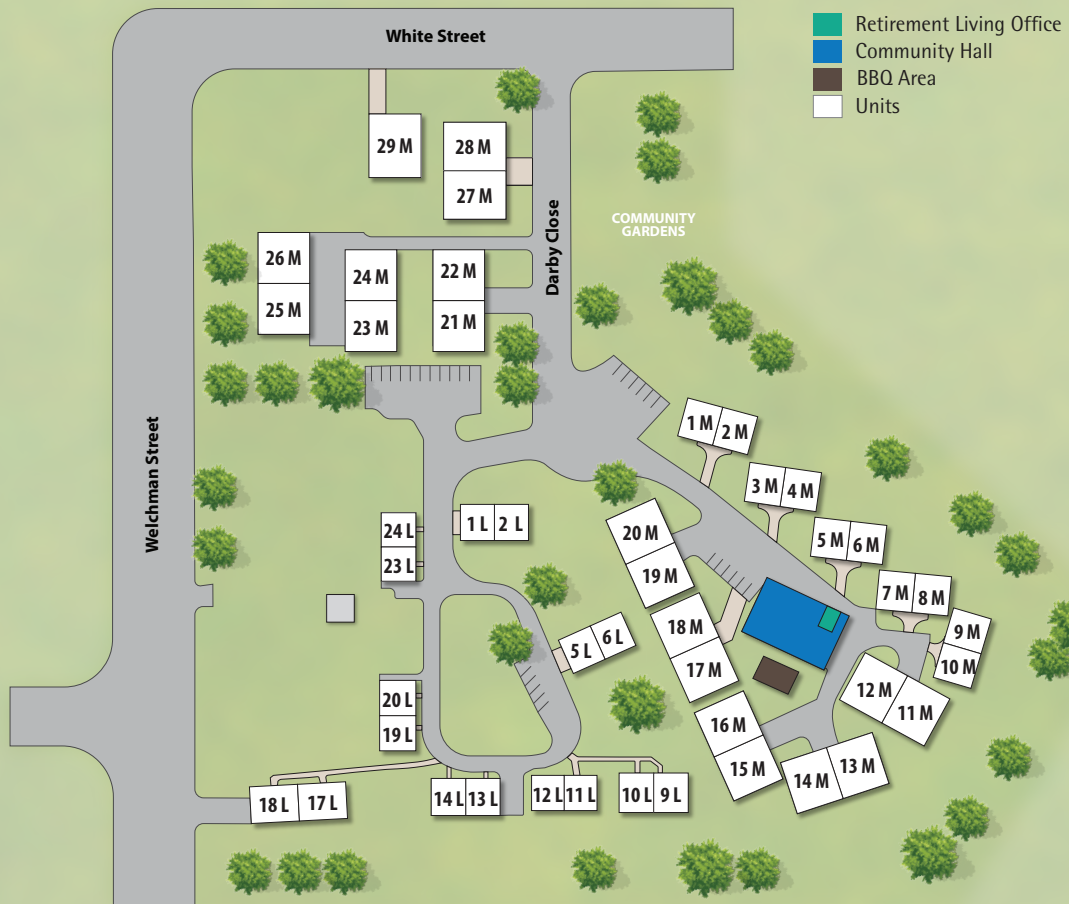 White Street
Retirement Living Office
Community Hall
BBQ Area
Units
29 M
28 M
27 M
COMMUNITY
GARDENS
Darby Close
26 M
25 M
24 M
23 M
22 M
21 M
Welchman Street
1 M
2 M
3 M
4 M
5 M
6 M
7 M
8 M
9 M
10 M
12 M
11 M
20 M
19 M
18 M
17 M
16 M
15 M
14 M
13 M
24 L
23 L
1 L
2 L
5 L
6 L
20 L
19 L
18 L
17 L
14 L
13 L
12 L
11 L
10 L
9 L